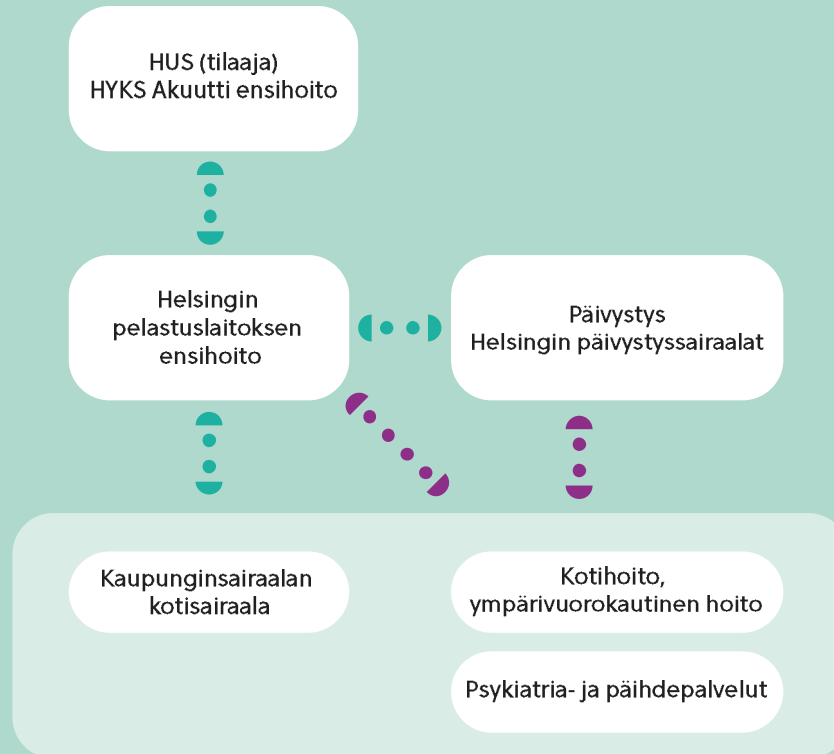 HUS (tilaaja)
HYKS Akuutti ensihoito
Helsingin
pelastuslaitoksen
ensihoito
Päivystys
Helsingin päivystyssairaalat
Kaupunginsairaalan
kotisairaala
Kotihoito,
ympärivuorokautinen hoito
Psykiatria- ja päihdepalvelut